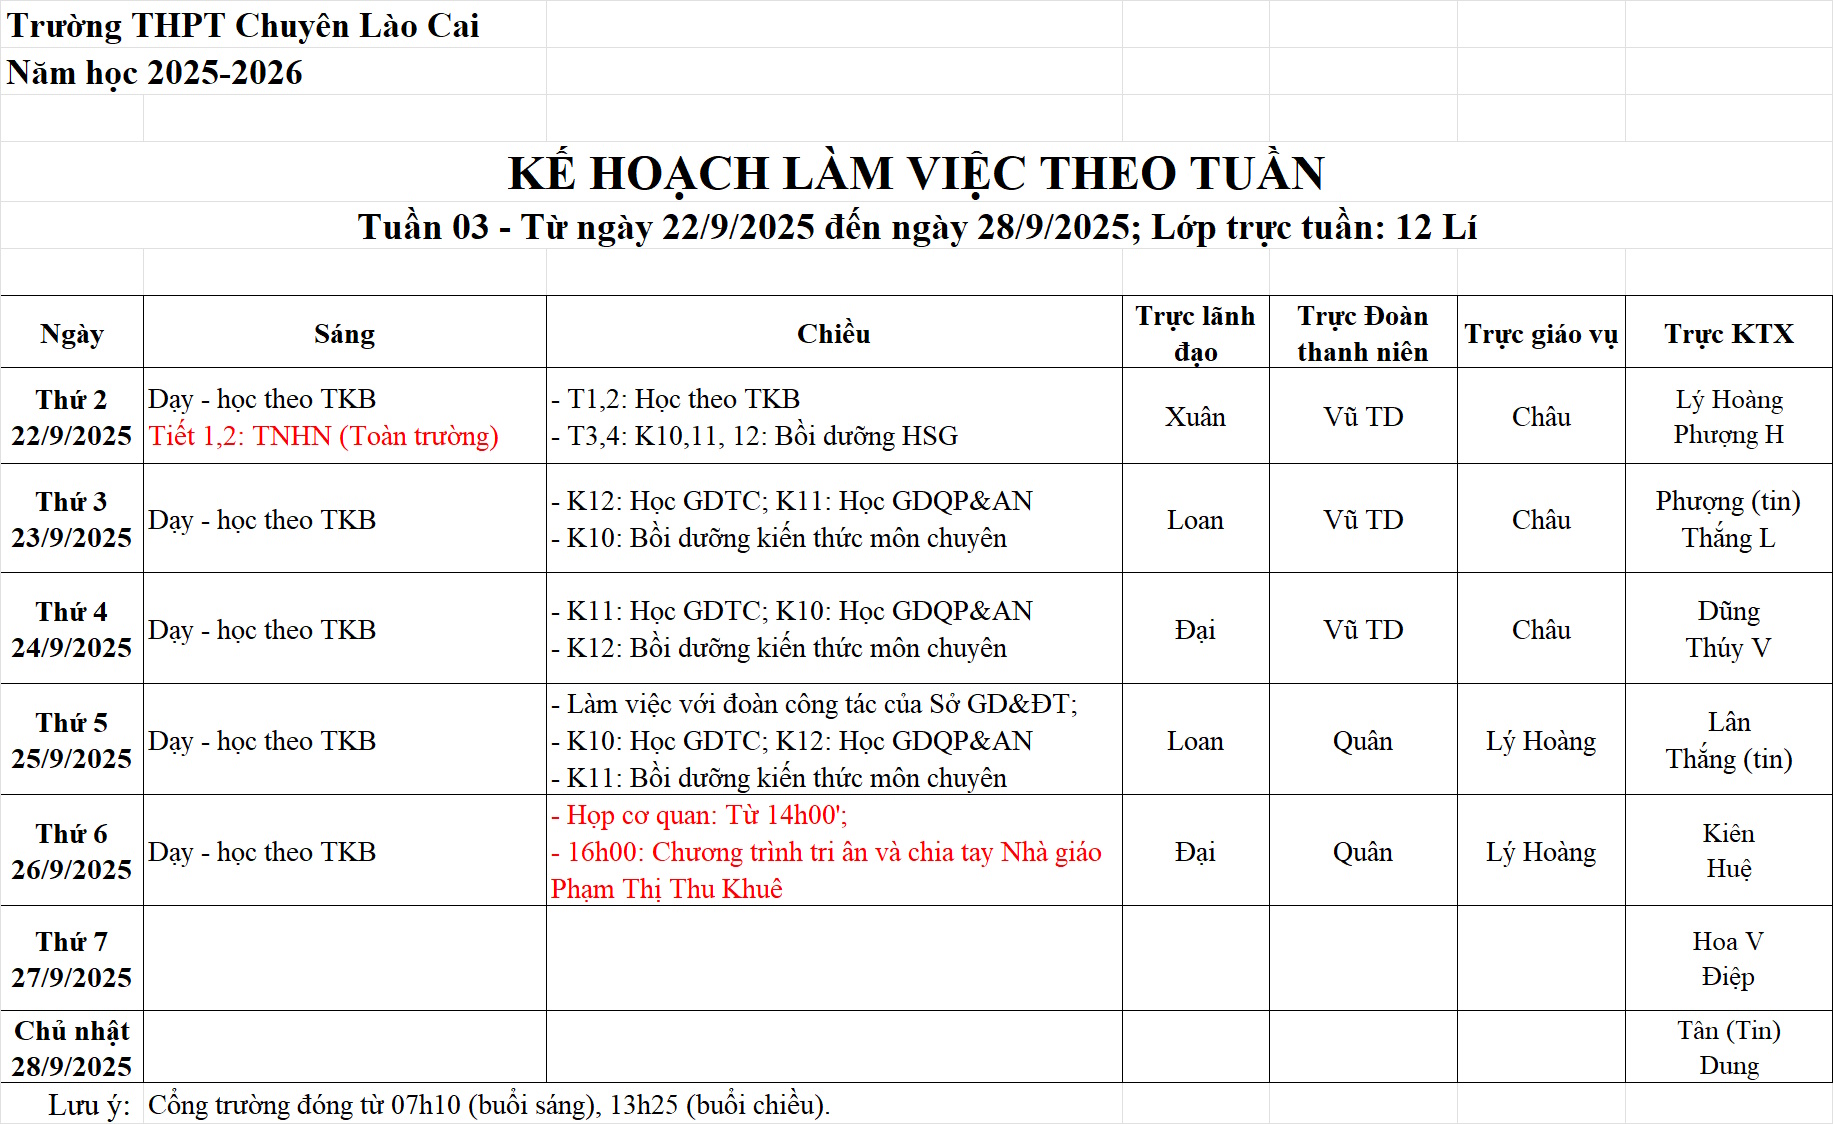 Trường THPT Chuyên Lào Cai
Năm học 2025-2026
KẾ HOẠCH LÀM VIỆC THEO TUẦN
Tuần 03 - Từ ngày 22/9/2025 đến ngày 28/9/2025; Lớp trực tuần: 12 Lí
Ngày
Sáng
Chiều
Trực lãnh
đạo
Trực Đoàn
thanh niên
Trực giáo vụ
Trực KTX
Thứ 2
22/9/2025
Dạy - học theo TKB
Tiết 1,2: TNHN (Toàn trường)
- T1,2: Học theo TKB
- T3,4: K10,11, 12: Bồi dưỡng HSG
Xuân
Vũ TD
Châu
Lý Hoàng
Phượng H
Thứ 3
23/9/2025
Dạy - học theo TKB
- K12: Học GDTC; K11: Học GDQP&AN
- K10: Bồi dưỡng kiến thức môn chuyên
Loan
Vũ TD
Châu
Phượng (tin)
Thắng L
Thứ 4
24/9/2025
Dạy - học theo TKB
- K11: Học GDTC; K10: Học GDQP&AN
- K12: Bồi dưỡng kiến thức môn chuyên
Đại
Vũ TD
Châu
Dũng
Thúy V
Thứ 5
25/9/2025
Dạy - học theo TKB
- Làm việc với đoàn công tác của Sở GD&ĐT;
- K10: Học GDTC; K12: Học GDQP&AN
- K11: Bồi dưỡng kiến thức môn chuyên
Loan
Quân
Lý Hoàng
Lân
Thắng (tin)
Thứ 6
26/9/2025
Dạy - học theo TKB
- Họp cơ quan: Từ 14h00';
- 16h00: Chương trình tri ân và chia tay Nhà giáo
Phạm Thị Thu Khuê
Đại
Quân
Lý Hoàng
Kiên
Huệ
Thứ 7
27/9/2025
Hoa V
Điệp
Chủ nhật
28/9/2025
Tân (Tin)
Dung
Lưu ý:
Cổng trường đóng từ 07h10 (buổi sáng), 13h25 (buổi chiều).